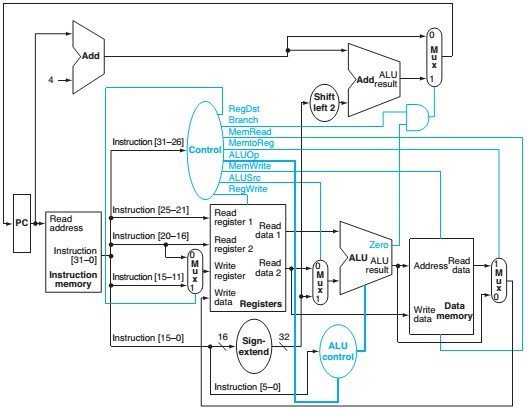 Add
4
0
M
u
x
1
Add
ALU
result
Shift
left 2
RegDst
Branch
MemRead
MemtoReg
ALUOp
MemWrite
ALUSrc
RegWrite
Instruction [31–26]
Control
PC
Read
address
Instruction
[31–0]
Instruction
memory
Instruction [25–21]
Instruction [20–16]
Instruction [15–11]
0
M
u
x
1
Read
register 1
Read
register 2
Write
register
Write
data
Read
data 1
Read
data 2
Registers
0
M
u
x
1
Zero
ALU
ALU
result
Address
Read
data
Write
data
Data
memory
1
M
u
x
0
Instruction [15–0]
16
Sign-
extend
32
ALU
control
Instruction [5–0]